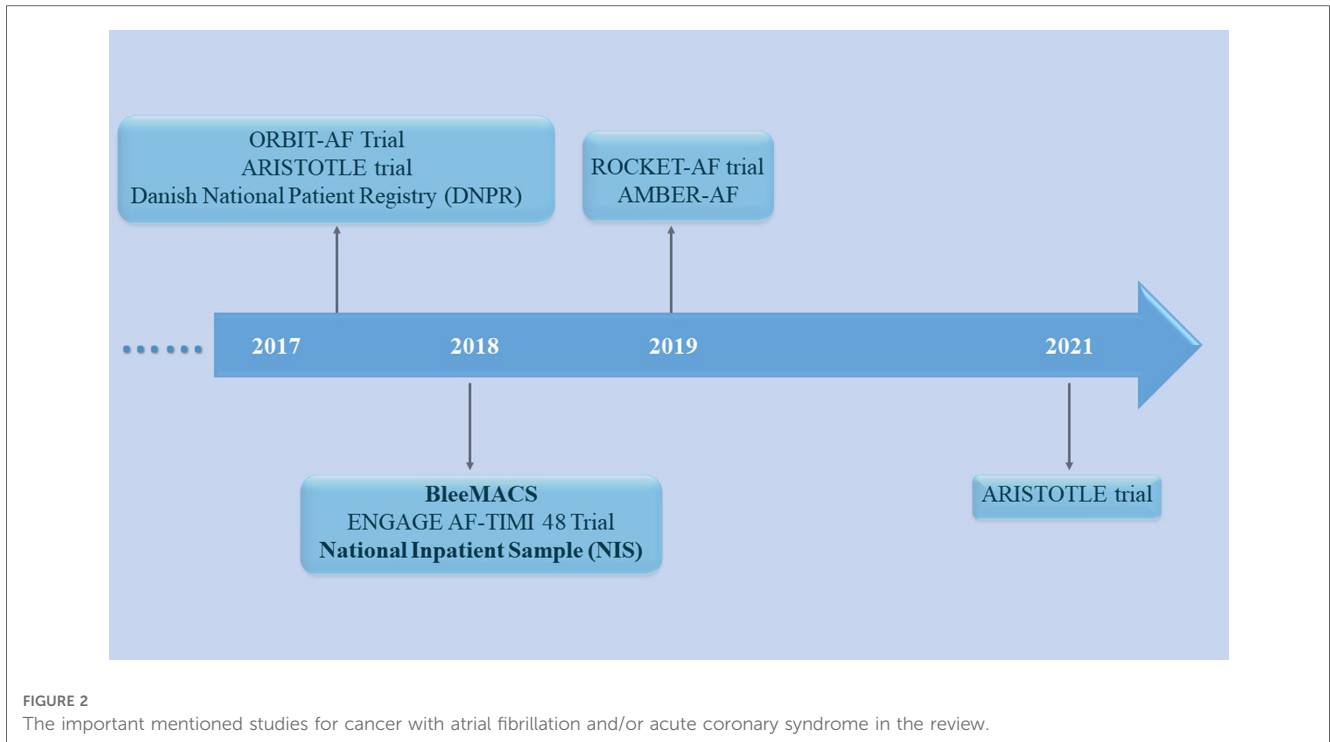 ORBIT-AF Trial
ARISTOTLE trial
Danish National Patient Registry (DNPR)
ROCKET-AF trial
AMBER-AF
2017
2018
2019
2021
BleeMACS
ENGAGE AF-TIMI 48 Trial
National Inpatient Sample (NIS)
ARISTOTLE trial
FIGURE 2
The important mentioned studies for cancer with atrial fibrillation and/or acute coronary syndrome in the review.